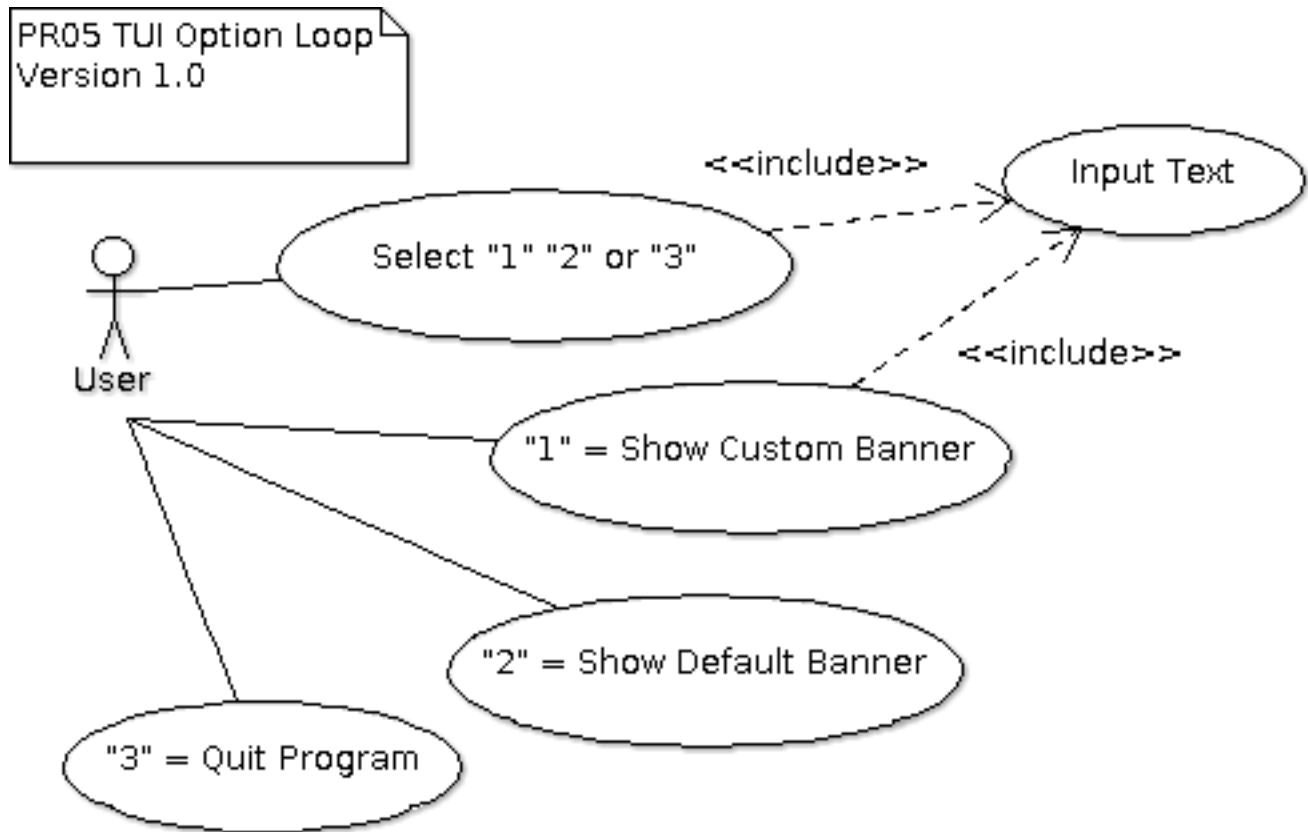 PR05 TUI Option Loop
Version 1.0
<<include>>
Input Text
Select "1" "2" or "3"
User
<<include>>
"1" = Show Custom Banner
"2" = Show Default Banner
"3" = Quit Program